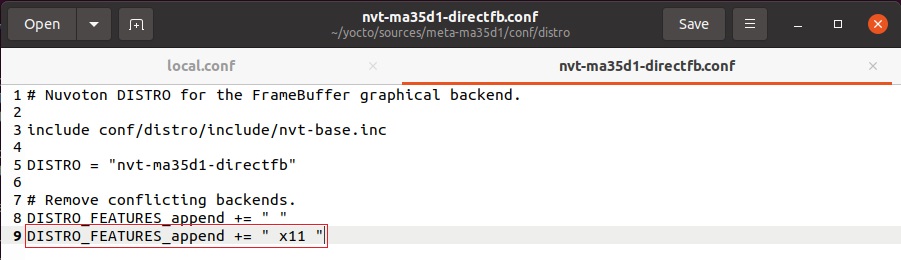 Open
nvt-ma35d1-directfb.conf
~/yocto/sources/meta-ma35d1/conf/distro
Save
local.conf
nvt-ma35d1-directfb.conf
1 # Nuvoton DISTRO for the FrameBuffer graphical backend.
2
3 include conf/distro/include/nvt-base.inc
4
5 DISTRO = "nvt-ma35d1-directfb"
6
7 # Remove conflicting backends.
8 DISTRO_FEATURES_append += " "
9 DISTRO_FEATURES_append += " x11 "